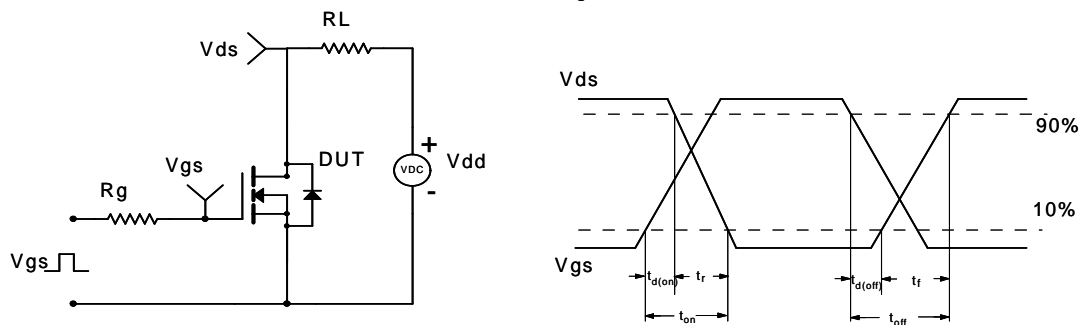 RL
Vds
Vgs
DUT
Rg
VDC
+
-
Vdd
Vgs
Vds
90%
10%
Vgs
td(on)
tr
ton
td(off)
tf
toff